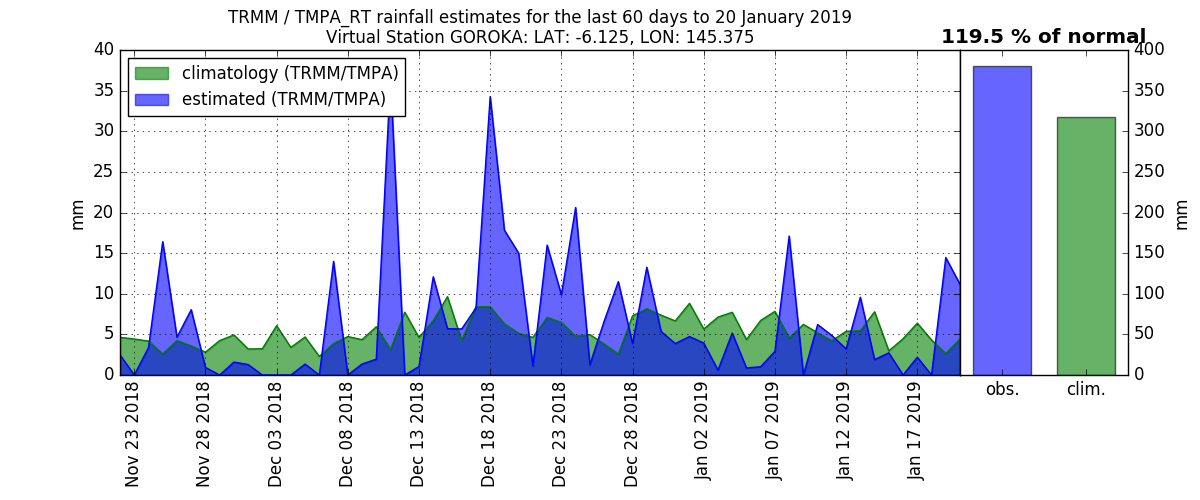 TRMM / TMPA_RT rainfall estimates for the last 60 days to 20 January 2019
Virtual Station GOROKA: LAT: -6.125, LON: 145.375
119.5 % of normal
climatology (TRMM/TMPA)
estimated (TRMM/TMPA)
mm
40
35
30
25
20
15
10
5
0
Nov 23 2018
Nov 28 2018
Dec 03 2018
Dec 08 2018
Dec 13 2018
Dec 18 2018
Dec 23 2018
Dec 28 2018
Jan 02 2019
Jan 07 2019
Jan 12 2019
Jan 17 2019
400
350
300
250
200
150
100
50
0
mm
obs.
clim.